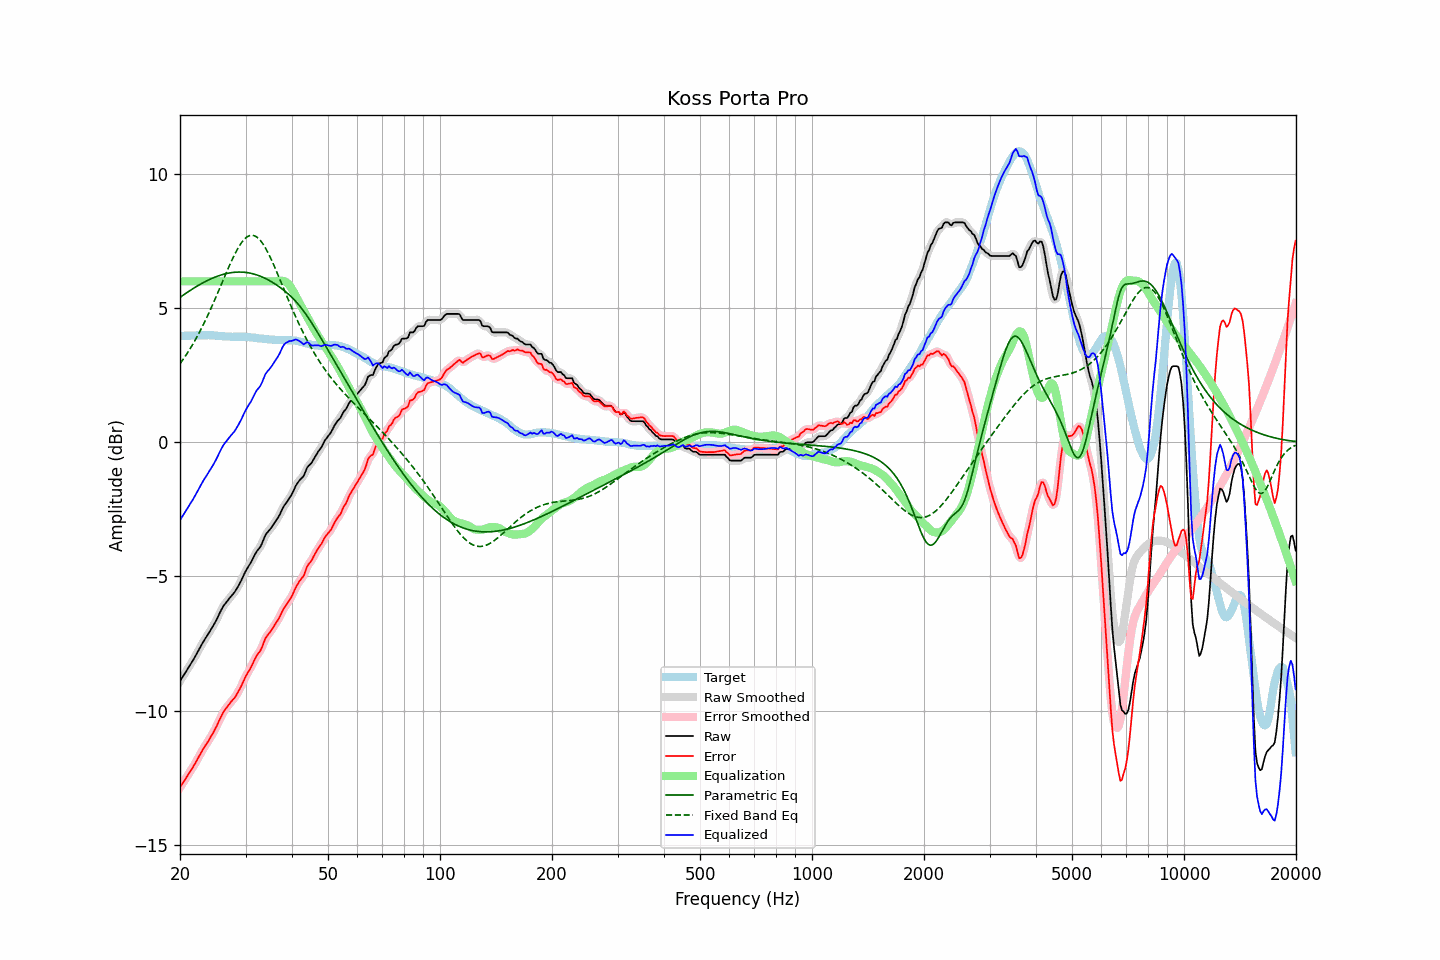 Koss Porta Pro
Amplitude (dBr)
10
5
0
−5
−10
−15
Target
Raw Smoothed
Error Smoothed
Raw
Error
Equalization
Parametric Eq
Fixed Band Eq
Equalized
20 50 100 200 500 1000 2000 5000 10000 20000
Frequency (Hz)